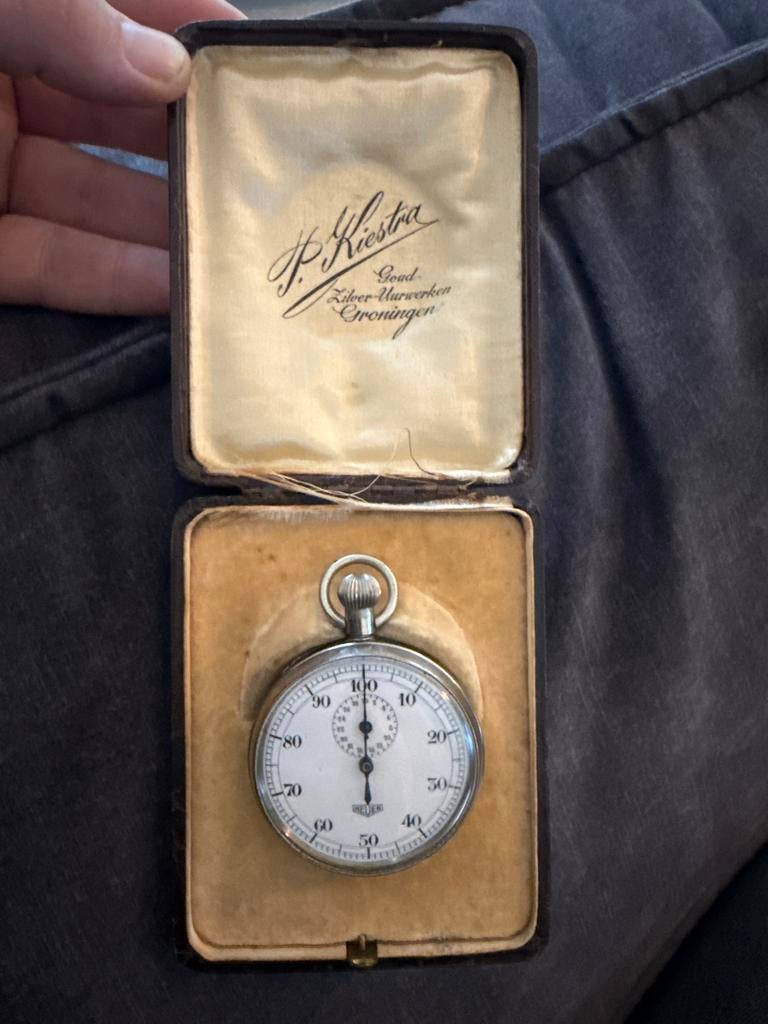 P. Kiestra
Goud-
Zilver-Uurwerken
Groningen
100
90 10
80 20
70 30
60 40
50
HEUER